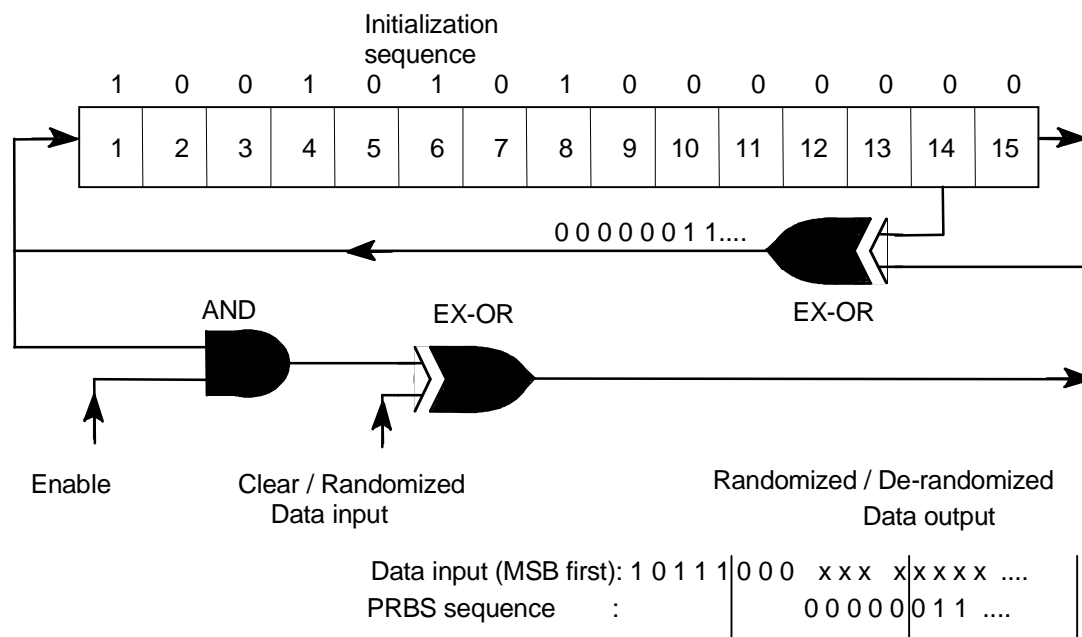 Initialization
sequence
1 0 0 1 0 1 0 1 0 0 0 0 0 0 0
1 2 3 4 5 6 7 8 9 10 11 12 13 14 15
0 0 0 0 0 0 1 1....
AND
EX-OR
EX-OR
Enable
Clear / Randomized
Data input
Randomized / De-randomized
Data output
Data input (MSB first): 1 0 1 1 1 0 0 0 x x x x x x x x ....
PRBS sequence : 0 0 0 0 0 0 1 1 ....